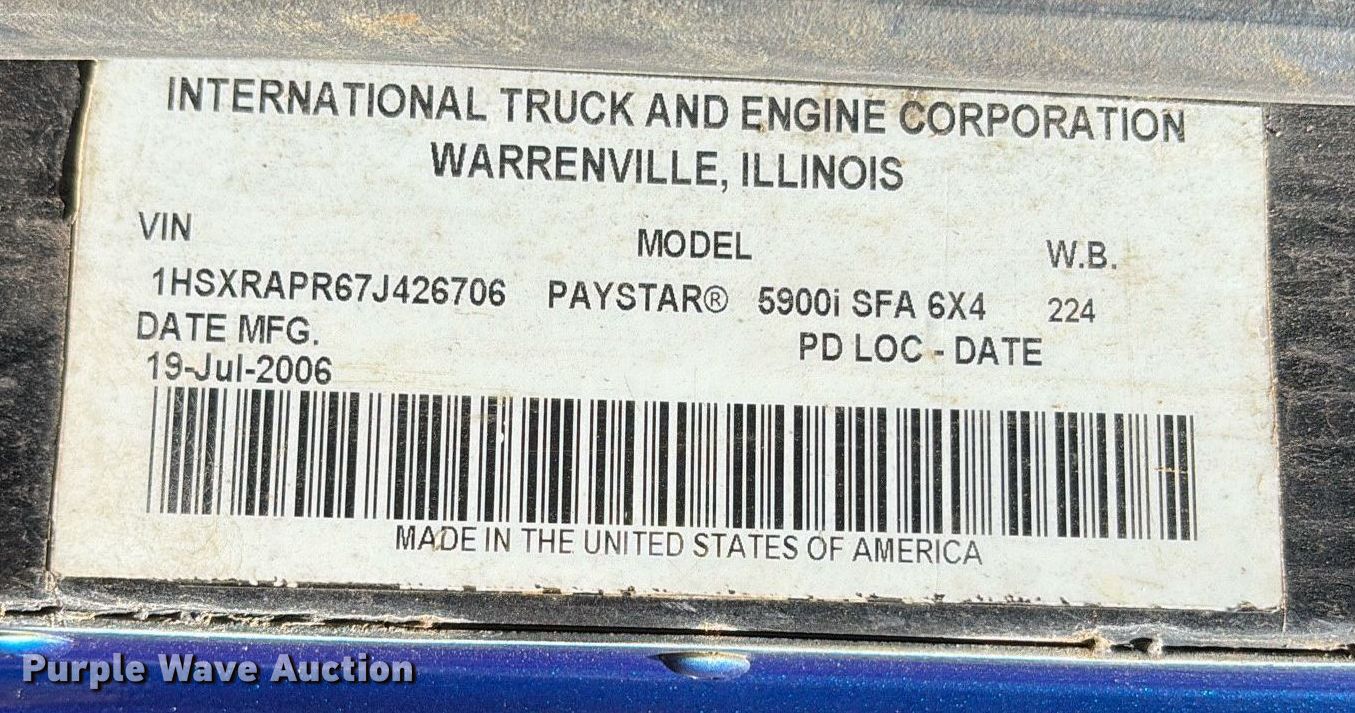 INTERNATIONAL TRUCK AND ENGINE CORPORATION
WARRENVILLE, ILLINOIS
VIN MODEL W.B.
1HSXRAPR67J426706 PAYSTAR® 5900i SFA 6X4 224
DATE MFG. PD LOC - DATE
19-Jul-2006
MADE IN THE UNITED STATES OF AMERICA
Purple Wave Auction